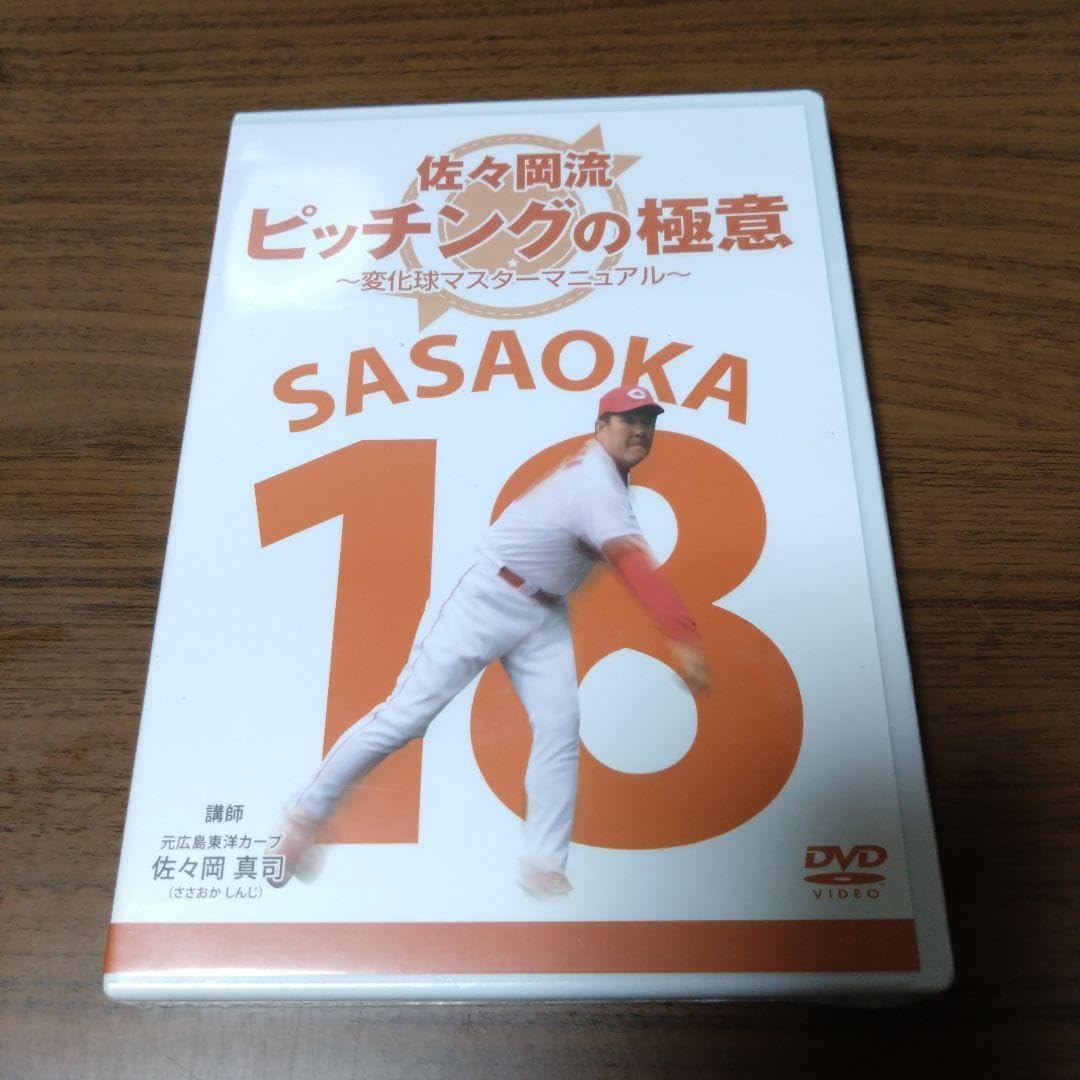 佐々岡流
ピッチングの極意
～変化球マスターマニュアル～
SASAOKA
18
講師
元広島東洋カープ
佐々岡 真司
（ささおか しんじ）
DVD
VIDEO